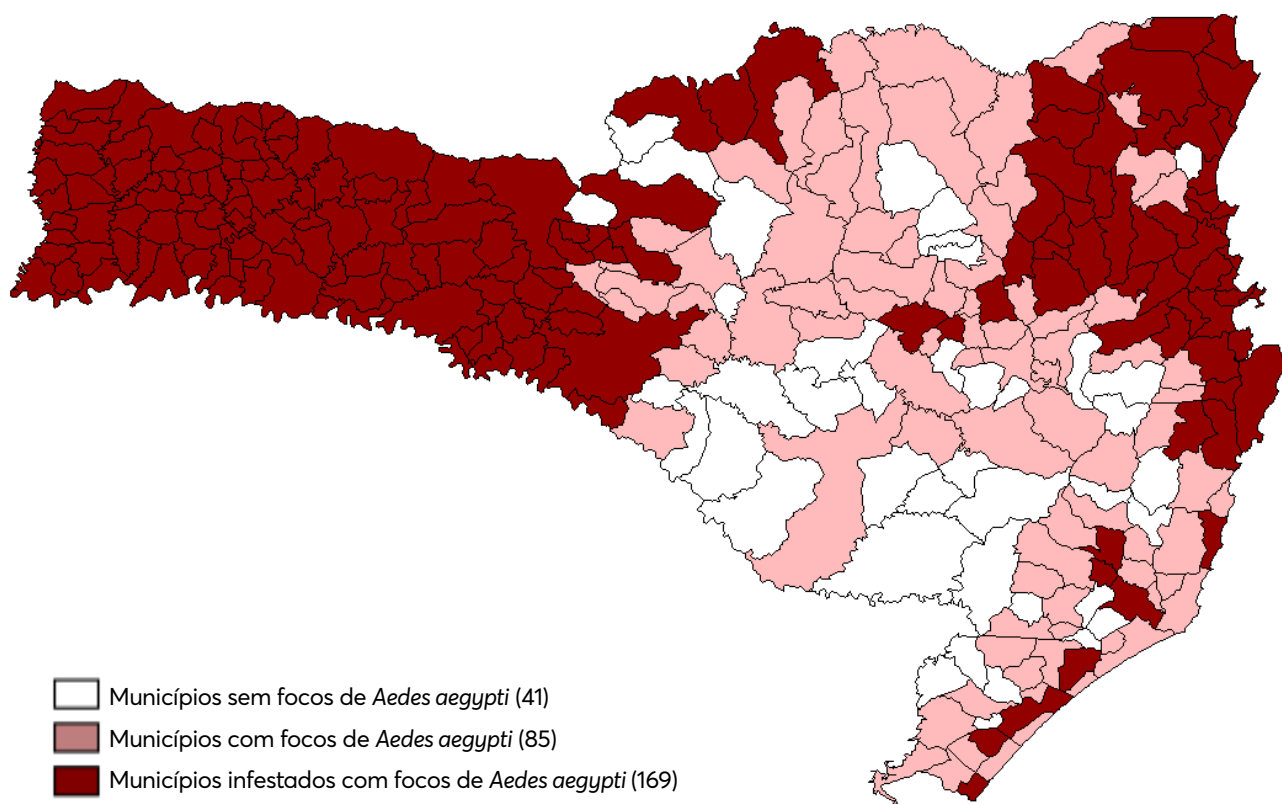 Municípios sem focos de Aedes aegypti (41)
Municípios com focos de Aedes aegypti (85)
Municípios infestados com focos de Aedes aegypti (169)